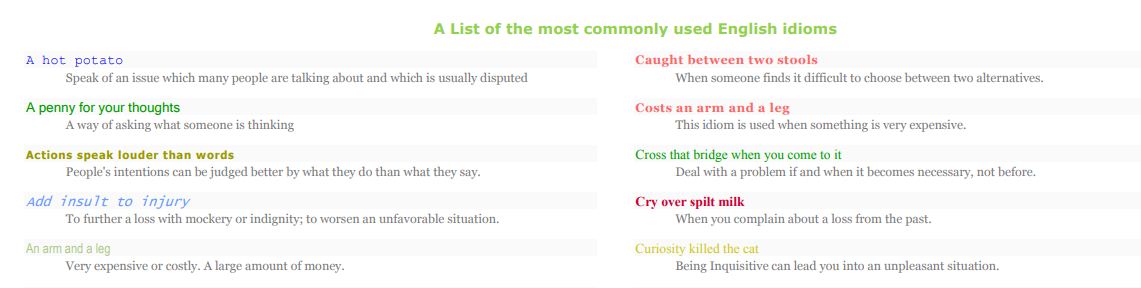 A List of the most commonly used English idioms
A hot potato
Speak of an issue which many people are talking about and which is usually disputed
A penny for your thoughts
A way of asking what someone is thinking
Actions speak louder than words
People's intentions can be judged better by what they do than what they say.
Add insult to injury
To further a loss with mockery or indignity; to worsen an unfavorable situation.
An arm and a leg
Very expensive or costly. A large amount of money.
Caught between two stools
When someone finds it difficult to choose between two alternatives.
Costs an arm and a leg
This idiom is used when something is very expensive.
Cross that bridge when you come to it
Deal with a problem if and when it becomes necessary, not before.
Cry over spilt milk
When you complain about a loss from the past.
Curiosity killed the cat
Being Inquisitive can lead you into an unpleasant situation.